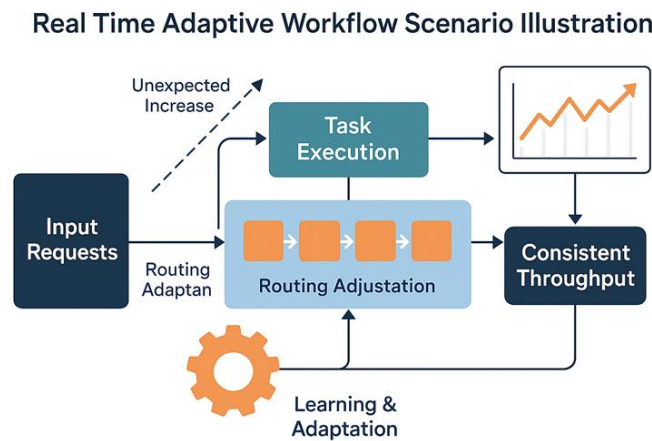 Real Time Adaptive Workflow Scenario Illustration
Unexpected
Increase
Task
Execution
Input
Requests
Routing
Adaptan
Routing Adjustation
Consistent
Throughput
Learning &
Adaptation